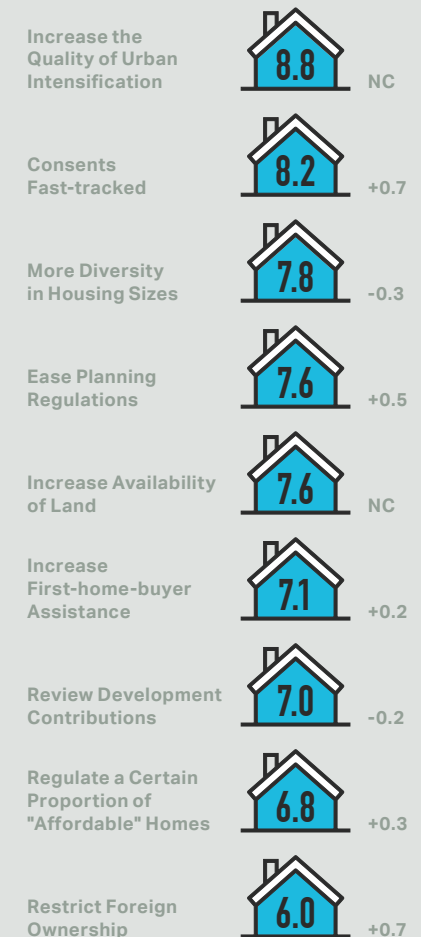 Increase the
Quality of Urban
Intensification
8.8
NC
Consents
Fast-tracked
8.2
+0.7
More Diversity
in Housing Sizes
7.8
-0.3
Ease Planning
Regulations
7.6
+0.5
Increase Availability
of Land
7.6
NC
Increase
First-home-buyer
Assistance
7.1
+0.2
Review Development
Contributions
7.0
-0.2
Regulate a Certain
Proportion of
"Affordable" Homes
6.8
+0.3
Restrict Foreign
Ownership
6.0
+0.7